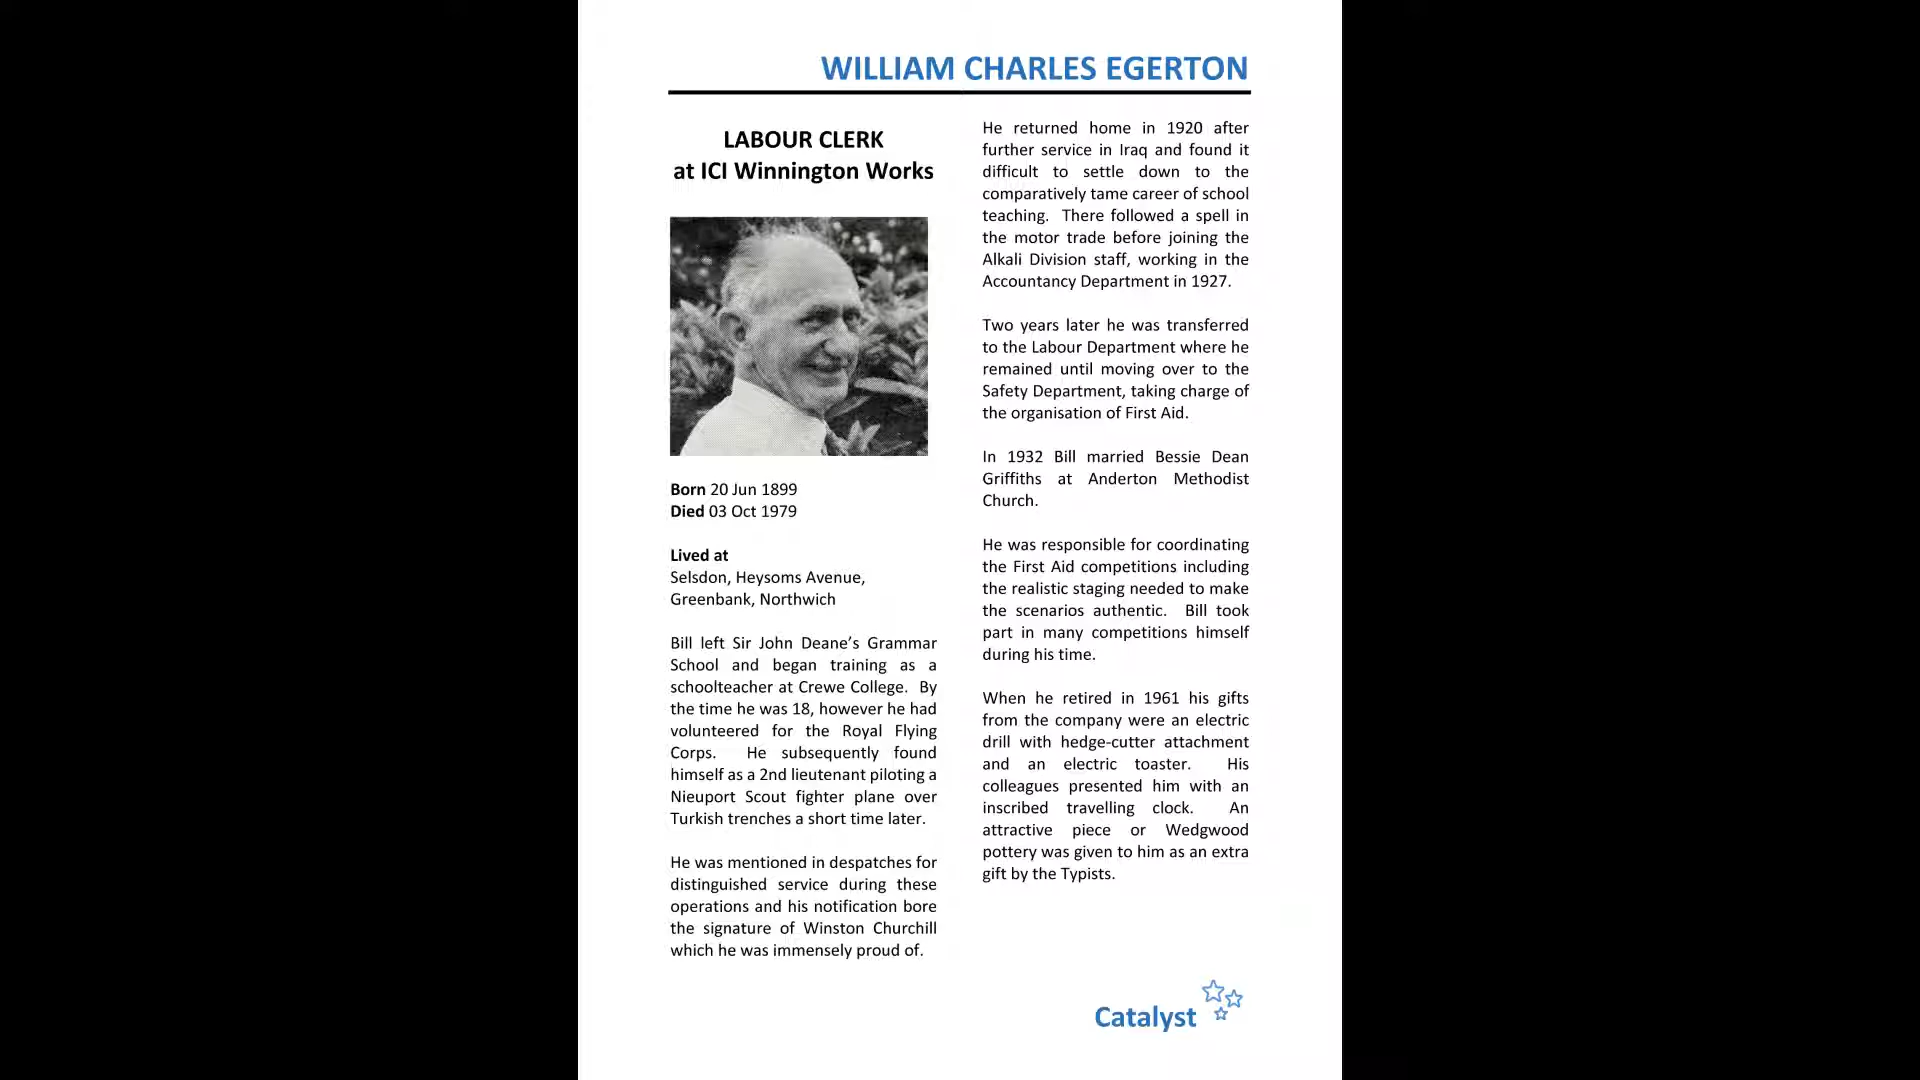 WILLIAM CHARLES EGERTON
LABOUR CLERK
at ICI Winnington Works
Born 20 Jun 1899
Died 03 Oct 1979
Lived at
Selsdon, Heysoms Avenue,
Greenbank, Northwich
Bill left Sir John Deane’s Grammar
School and began training as a
schoolteacher at Crewe College. By
the time he was 18, however he had
volunteered for the Royal Flying
Corps. He subsequently found
himself as a 2nd lieutenant piloting a
Nieuport Scout fighter plane over
Turkish trenches a short time later.
He was mentioned in despatches for
distinguished service during these
operations and his notification bore
the signature of Winston Churchill
which he was immensely proud of.
He returned home in 1920 after
further service in Iraq and found it
difficult to settle down to the
comparatively tame career of school
teaching. There followed a spell in
the motor trade before joining the
Alkali Division staff, working in the
Accountancy Department in 1927.
Two years later he was transferred
to the Labour Department where he
remained until moving over to the
Safety Department, taking charge of
the organisation of First Aid.
In 1932 Bill married Bessie Dean
Griffiths at Anderton Methodist
Church.
He was responsible for coordinating
the First Aid competitions including
the realistic staging needed to make
the scenarios authentic. Bill took
part in many competitions himself
during his time.
When he retired in 1961 his gifts
from the company were an electric
drill with hedge-cutter attachment
and an electric toaster. His
colleagues presented him with an
inscribed travelling clock. An
attractive piece or Wedgwood
pottery was given to him as an extra
gift by the Typists.
Catalyst